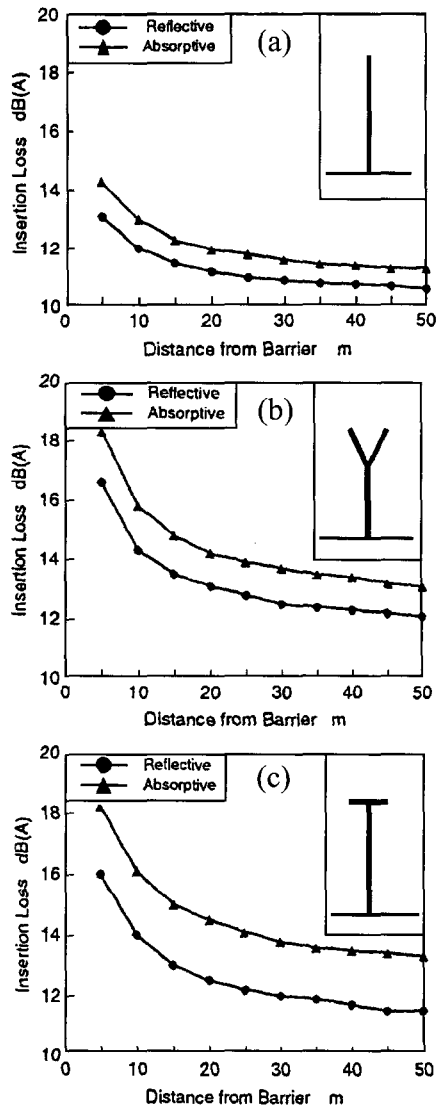 20
Reflective
Absorptive
(a)
18
16
14
12
10
0 10 20 30 40 50
Insertion Loss dB(A)
Distance from Barrier m
20
Reflective
Absorptive
(b)
18
16
14
12
10
0 10 20 30 40 50
Insertion Loss dB(A)
Distance from Barrier m
20
Reflective
Absorptive
(c)
18
16
14
12
10
0 10 20 30 40 50
Insertion Loss dB(A)
Distance from Barrier m